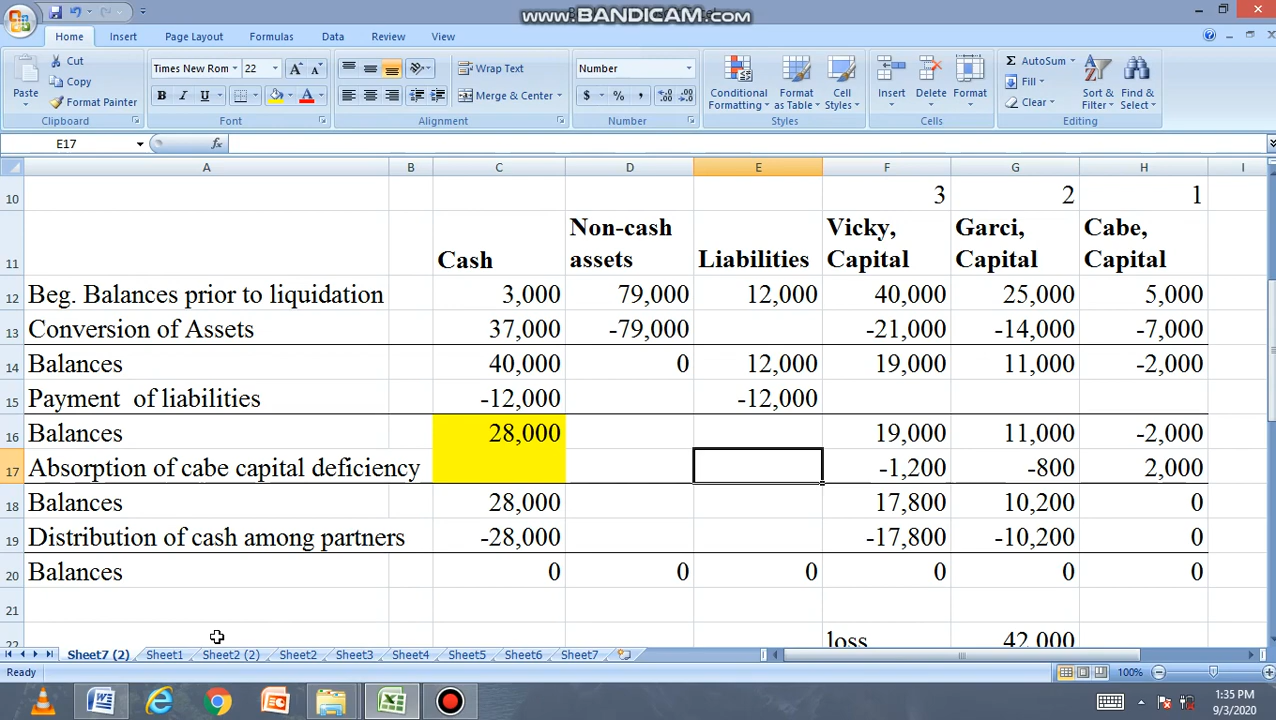 www.BANDICAM.com
Home Insert Page Layout Formulas Data Review View
Paste Cut Copy Format Painter
Times New Rom 22
B I U
Wrap Text
Merge & Center
Number
$ % ,
Conditional Formatting Format as Table Cell Styles
Insert Delete Format
AutoSum Fill Clear
Sort & Filter Find & Select
Clipboard Font Alignment Number Styles Cells Editing
E17 fx
A B C D E F G H I
10 3 2 1
11 Cash Non-cash assets Liabilities Vicky, Capital Garci, Capital Cabe, Capital
12 Beg. Balances prior to liquidation 3,000 79,000 12,000 40,000 25,000 5,000
13 Conversion of Assets 37,000 -79,000 -21,000 -14,000 -7,000
14 Balances 40,000 0 12,000 19,000 11,000 -2,000
15 Payment of liabilities -12,000 -12,000
16 Balances 28,000 19,000 11,000 -2,000
17 Absorption of cabe capital deficiency -1,200 -800 2,000
18 Balances 28,000 17,800 10,200 0
19 Distribution of cash among partners -28,000 -17,800 -10,200 0
20 Balances 0 0 0 0 0 0
21
22 loss 42,000
Sheet7 (2) Sheet1 Sheet2 (2) Sheet2 Sheet3 Sheet4 Sheet5 Sheet6 Sheet7
Ready 100%
1:35 PM
9/3/2020